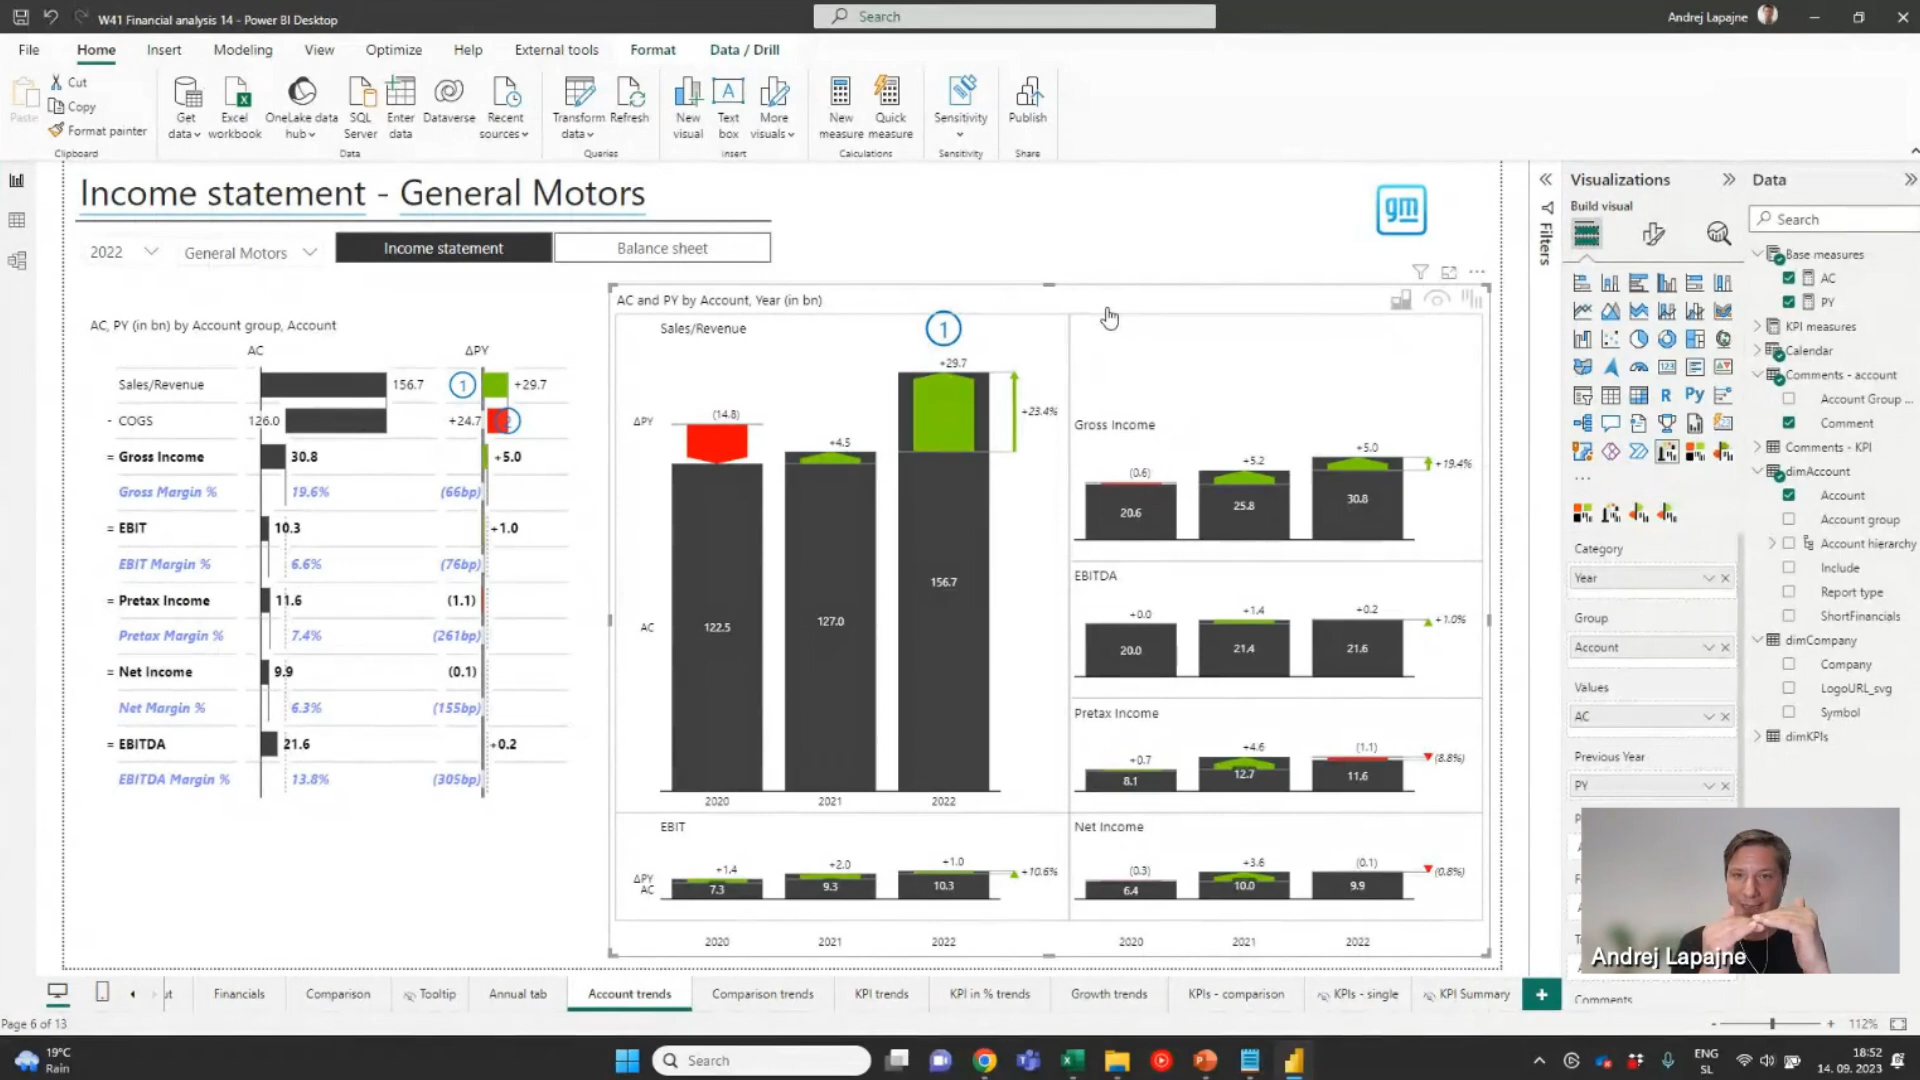 W41 Financial analysis 14 - Power BI Desktop
Search
Andrej Lapajne
File Home Insert Modeling View Optimize Help External tools Format Data / Drill
Paste
Cut
Copy
Format painter
Clipboard
Get data
Excel workbook
OneLake data hub
SQL Server
Enter data
Dataverse
Recent sources
Data
Transform data
Refresh
Queries
New visual
Text box
More visuals
Insert
New measure
Quick measure
Calculations
Sensitivity
Sensitivity
Publish
Share
Income statement - General Motors
gm
2022
General Motors
Income statement
Balance sheet
AC, PY (in bn) by Account group, Account
AC ΔPY
Sales/Revenue 156.7 1 +29.7
- COGS 126.0 +24.7 2
= Gross Income 30.8 +5.0
Gross Margin % 19.6% (66bp)
= EBIT 10.3 +1.0
EBIT Margin % 6.6% (76bp)
= Pretax Income 11.6 (1.1)
Pretax Margin % 7.4% (261bp)
= Net Income 9.9 (0.1)
Net Margin % 6.3% (155bp)
= EBITDA 21.6 +0.2
EBITDA Margin % 13.8% (305bp)
AC and PY by Account, Year (in bn)
Sales/Revenue
1
+29.7
ΔPY (14.8) +4.5 +23.4%
AC 122.5 127.0 156.7
2020 2021 2022
EBIT
+1.4 +2.0 +1.0 +10.6%
ΔPY
AC 7.3 9.3 10.3
2020 2021 2022
Gross Income
(0.6) +5.2 +5.0 +19.4%
20.6 25.8 30.8
EBITDA
+0.0 +1.4 +0.2 +1.0%
20.0 21.4 21.6
Pretax Income
+0.7 +4.6 (1.1) (8.8%)
8.1 12.7 11.6
Net Income
(0.3) +3.6 (0.1) (0.8%)
6.4 10.0 9.9
2020 2021 2022
Filters
Visualizations
Build visual
R Py
123
Category
Year
Group
Account
Values
AC
Previous Year
PY
Comments
Data
Search
Base measures
AC
PY
KPI measures
Calendar
Comments - account
Account Group ...
Comment
Comments - KPI
dimAccount
Account
Account group
Account hierarchy
Include
Report type
ShortFinancials
dimCompany
Company
LogoURL_svg
Symbol
dimKPIs
Andrej Lapajne
ut Financials Comparison Tooltip Annual tab Account trends Comparison trends KPI trends KPI in % trends Growth trends KPIs - comparison KPIs - single KPI Summary +
Page 6 of 13
- + 112%
19°C
Rain
Search
ENG
SL
18:52
14. 09. 2023